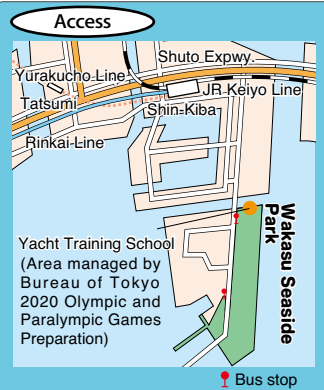 Access
Shuto Expwy.
Yurakucho Line
JR Keiyo Line
Tatsumi
Shin-Kiba
Rinkai Line
Wakasu Seaside
Park
Yacht Training School
(Area managed by
Bureau of Tokyo
2020 Olympic and
Paralympic Games
Preparation)
Bus stop